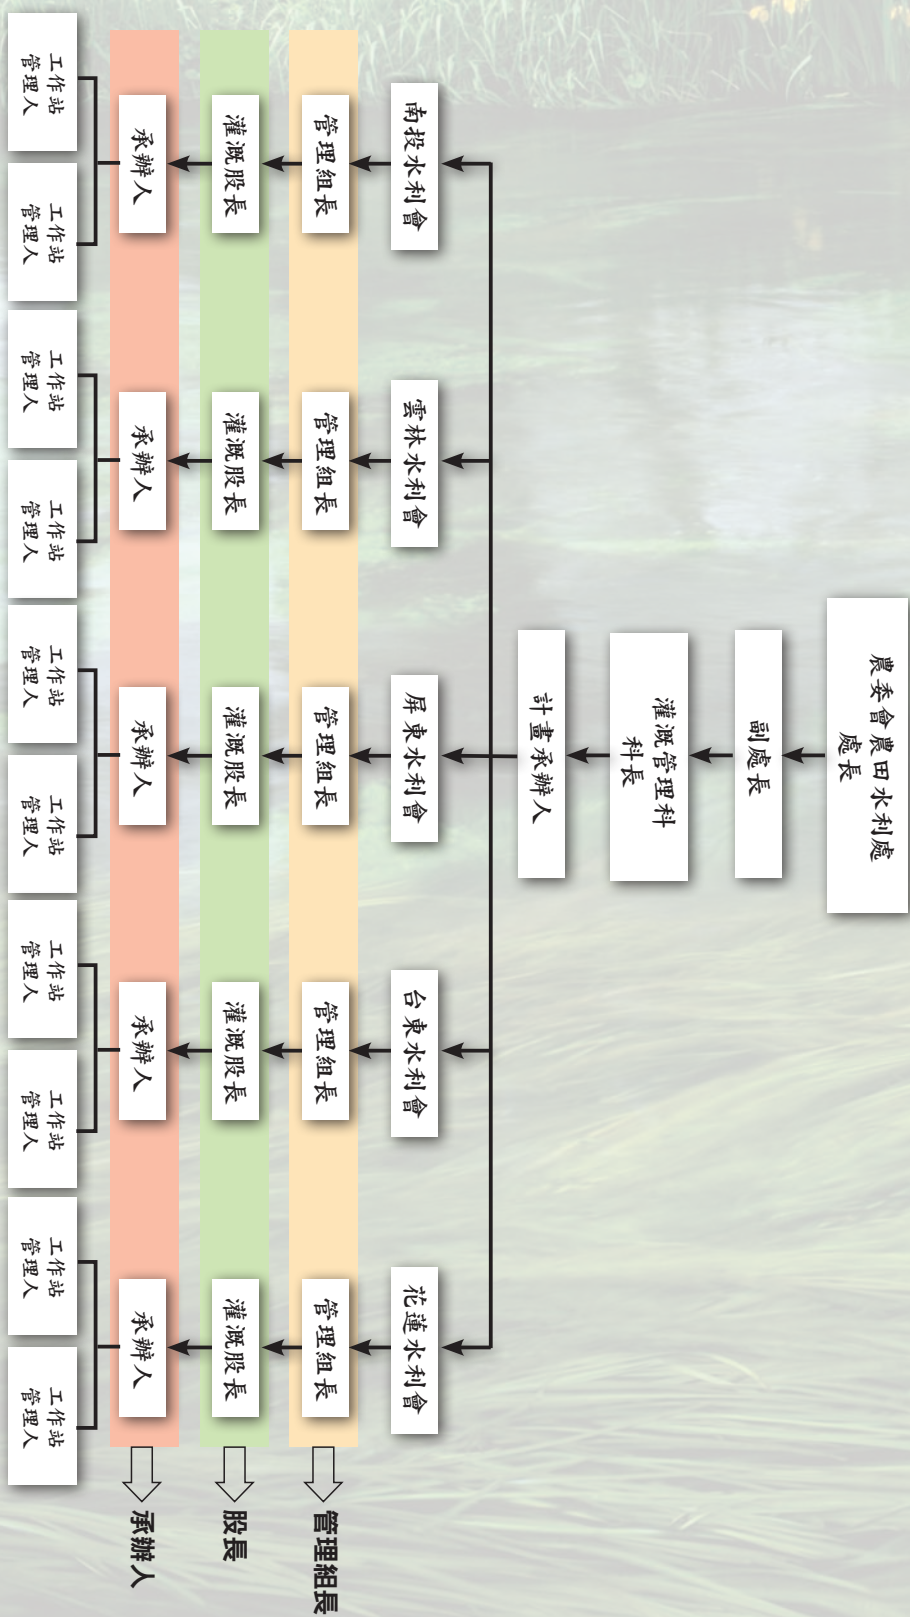 農委會農田水利處
處長
副處長
灌溉管理科
科長
計畫承辦人
南投水利會
雲林水利會
屏東水利會
台東水利會
花蓮水利會
管理組長
管理組長
管理組長
管理組長
管理組長
管理組長
灌溉股長
灌溉股長
灌溉股長
灌溉股長
灌溉股長
股長
承辦人
承辦人
承辦人
承辦人
承辦人
承辦人
工作站
管理人
工作站
管理人
工作站
管理人
工作站
管理人
工作站
管理人
工作站
管理人
工作站
管理人
工作站
管理人
工作站
管理人
工作站
管理人